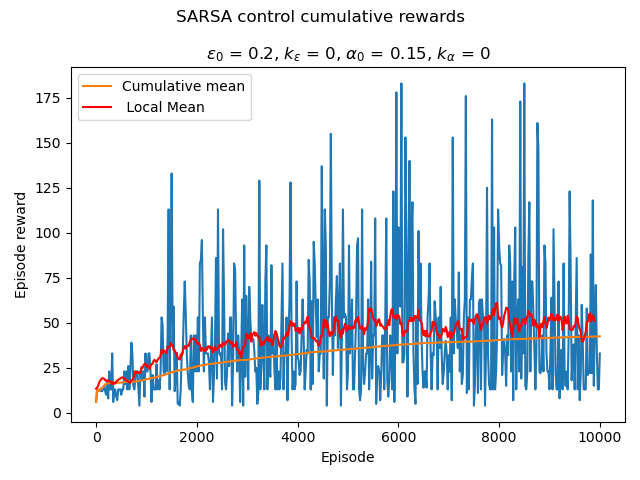 SARSA control cumulative rewards
ε₀ = 0.2, kε = 0, α₀ = 0.15, kα = 0
Cumulative mean
Local Mean
175
150
125
100
75
50
25
0
Episode reward
0 2000 4000 6000 8000 10000
Episode